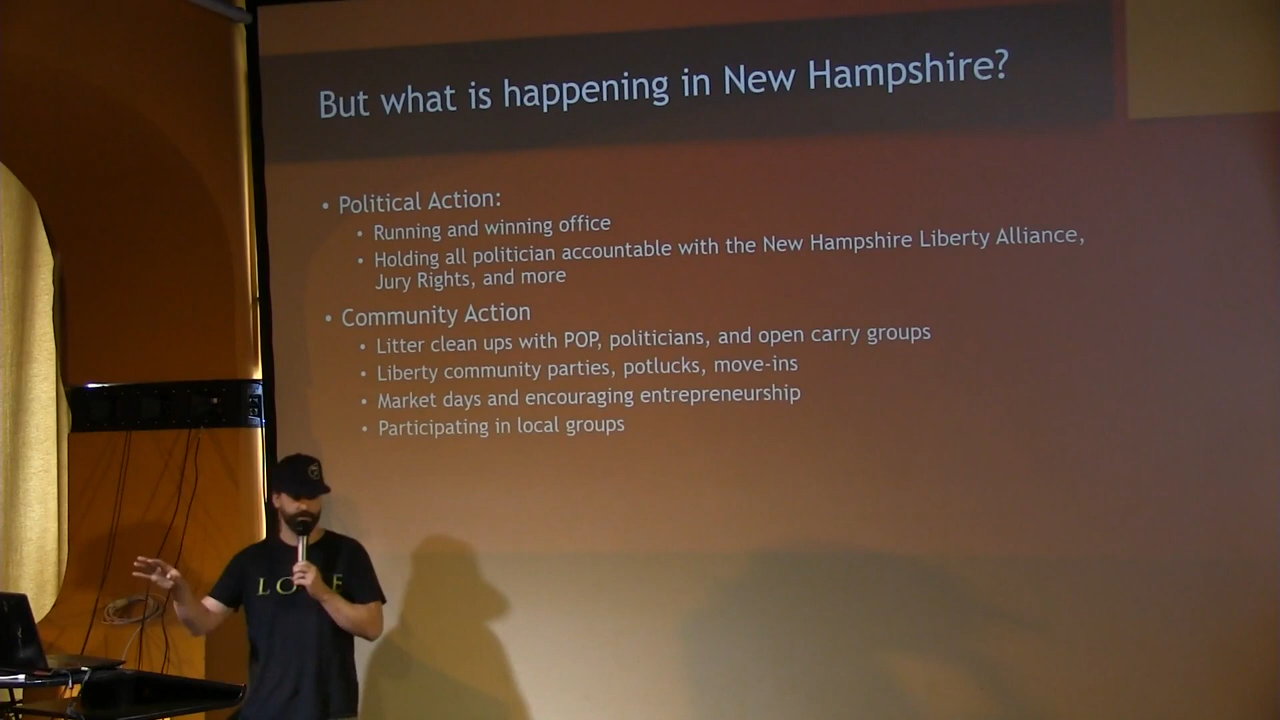 But what is happening in New Hampshire?
• Political Action:
• Running and winning office
• Holding all politician accountable with the New Hampshire Liberty Alliance,
Jury Rights, and more
• Community Action
• Litter clean ups with POP, politicians, and open carry groups
• Liberty community parties, potlucks, move-ins
• Market days and encouraging entrepreneurship
• Participating in local groups